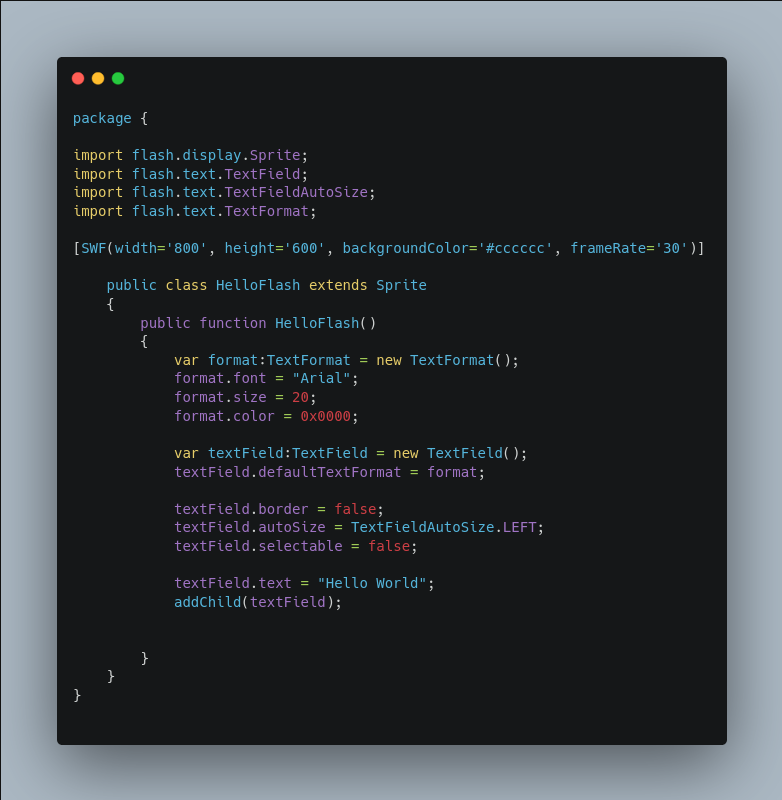 package {
import flash.display.Sprite;
import flash.text.TextField;
import flash.text.TextFieldAutoSize;
import flash.text.TextFormat;
[SWF(width='800', height='600', backgroundColor='#cccccc', frameRate='30')]
    public class HelloFlash extends Sprite
    {
        public function HelloFlash()
        {
            var format:TextFormat = new TextFormat();
            format.font = "Arial";
            format.size = 20;
            format.color = 0x0000;
            var textField:TextField = new TextField();
            textField.defaultTextFormat = format;
            textField.border = false;
            textField.autoSize = TextFieldAutoSize.LEFT;
            textField.selectable = false;
            textField.text = "Hello World";
            addChild(textField);
        }
    }
}